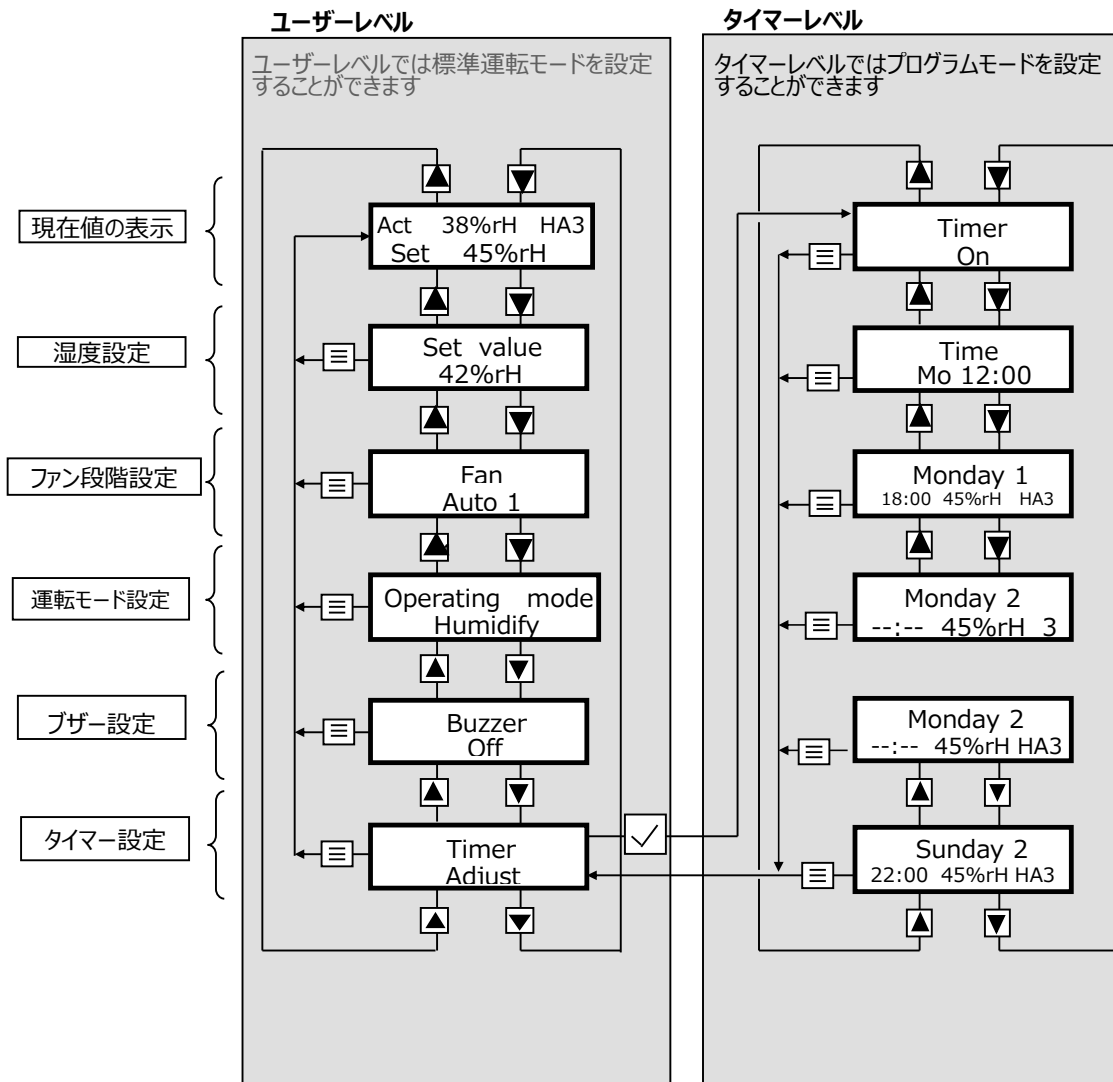 ユーザーレベル
ユーザーレベルでは標準運転モードを設定
することができます
現在値の表示
Act 38%rH HA3
Set 45%rH
湿度設定
Set value
42%rH
ファン段階設定
Fan
Auto 1
運転モード設定
Operating mode
Humidify
ブザー設定
Buzzer
Off
タイマー設定
Timer
Adjust
タイマーレベル
タイマーレベルではプログラムモードを設定
することができます
Timer
On
Time
Mo 12:00
Monday 1
18:00 45%rH HA3
Monday 2
--:-- 45%rH 3
Monday 2
--:-- 45%rH HA3
Sunday 2
22:00 45%rH HA3